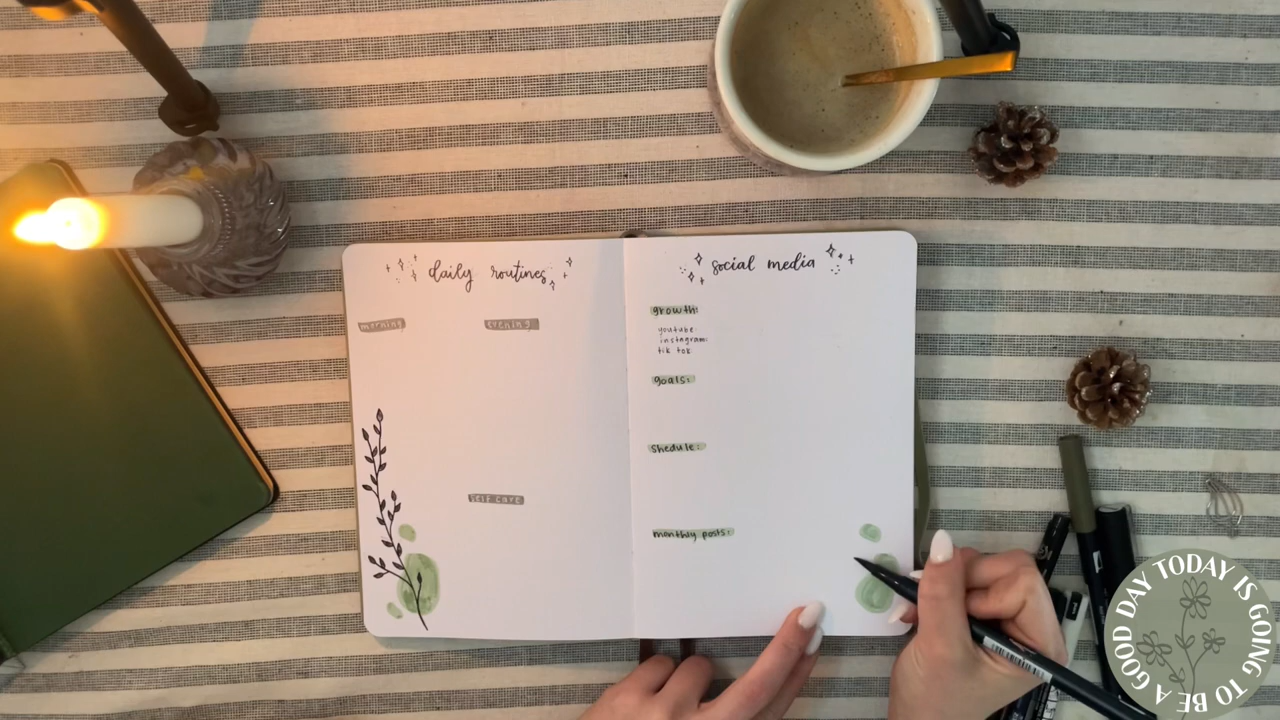 daily routines
morning
evening
self care
social media
growth:
youtube:
instagram:
tik tok:
goals:
shedule:
monthly posts:
TODAY IS GOING TO BE A GOOD DAY